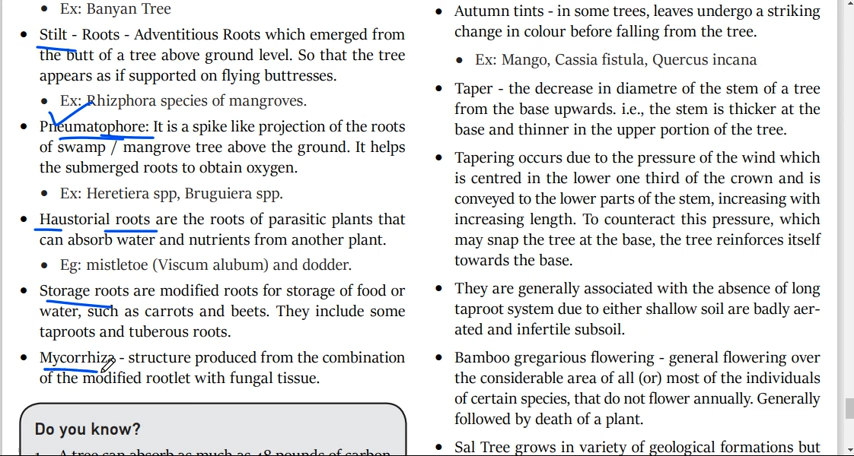 • Ex: Banyan Tree
• Stilt - Roots - Adventitious Roots which emerged from
the butt of a tree above ground level. So that the tree
appears as if supported on flying buttresses.
• Ex: Rhizphora species of mangroves.
• Pneumatophore: It is a spike like projection of the roots
of swamp / mangrove tree above the ground. It helps
the submerged roots to obtain oxygen.
• Ex: Heretiera spp, Bruguiera spp.
• Haustorial roots are the roots of parasitic plants that
can absorb water and nutrients from another plant.
• Eg: mistletoe (Viscum alubum) and dodder.
• Storage roots are modified roots for storage of food or
water, such as carrots and beets. They include some
taproots and tuberous roots.
• Mycorrhiza - structure produced from the combination
of the modified rootlet with fungal tissue.
Do you know?
1. A tree can absorb as much as 48 pounds of carbon
• Autumn tints - in some trees, leaves undergo a striking
change in colour before falling from the tree.
• Ex: Mango, Cassia fistula, Quercus incana
• Taper - the decrease in diametre of the stem of a tree
from the base upwards. i.e., the stem is thicker at the
base and thinner in the upper portion of the tree.
• Tapering occurs due to the pressure of the wind which
is centred in the lower one third of the crown and is
conveyed to the lower parts of the stem, increasing with
increasing length. To counteract this pressure, which
may snap the tree at the base, the tree reinforces itself
towards the base.
• They are generally associated with the absence of long
taproot system due to either shallow soil are badly aer-
ated and infertile subsoil.
• Bamboo gregarious flowering - general flowering over
the considerable area of all (or) most of the individuals
of certain species, that do not flower annually. Generally
followed by death of a plant.
• Sal Tree grows in variety of geological formations but